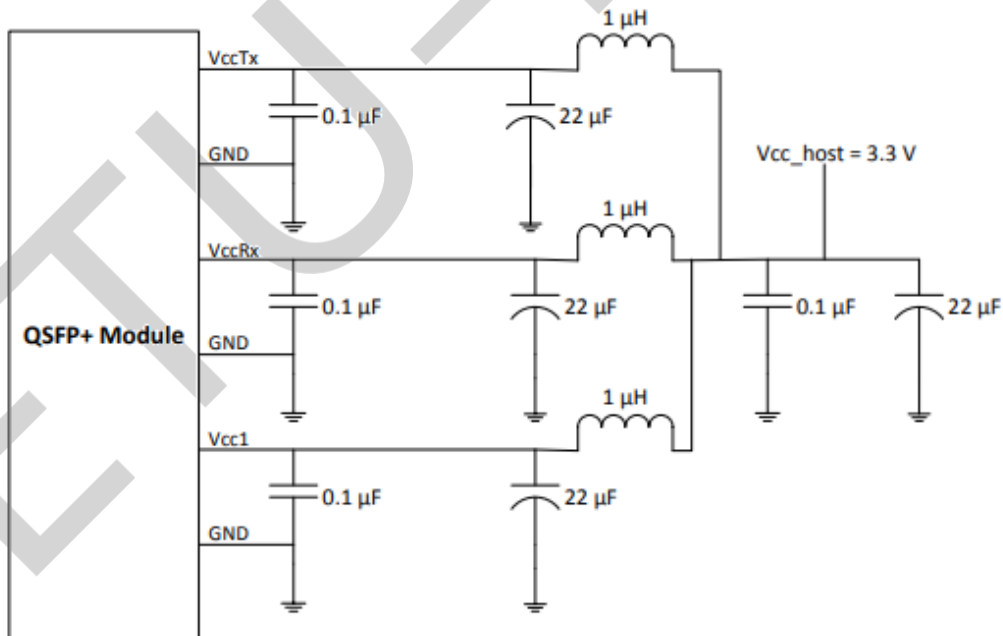 1 µH
VccTx
0.1 µF
22 µF
GND
Vcc_host = 3.3 V
1 µH
VccRx
0.1 µF
22 µF
0.1 µF
22 µF
QSFP+ Module
GND
1 µH
Vcc1
0.1 µF
22 µF
GND
ETU-